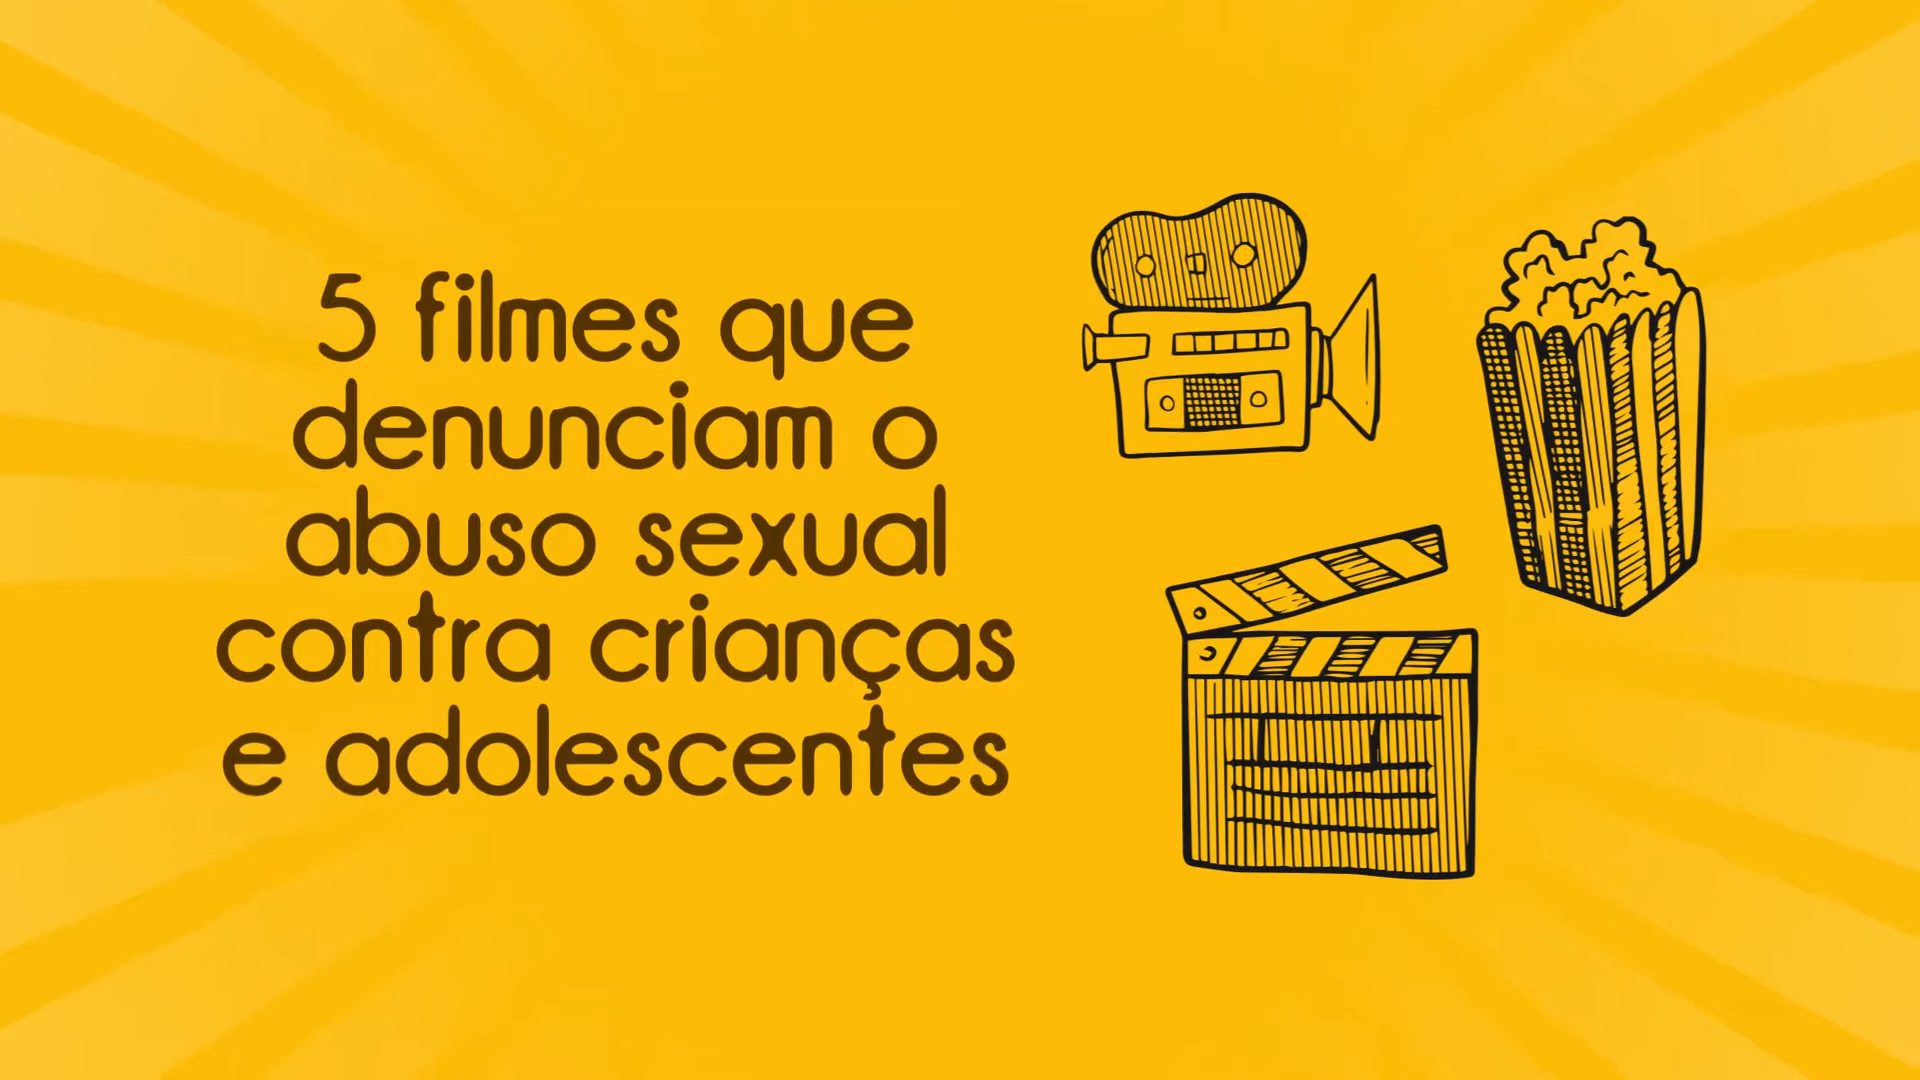 5 filmes que
denunciam o
abuso sexual
contra crianças
e adolescentes